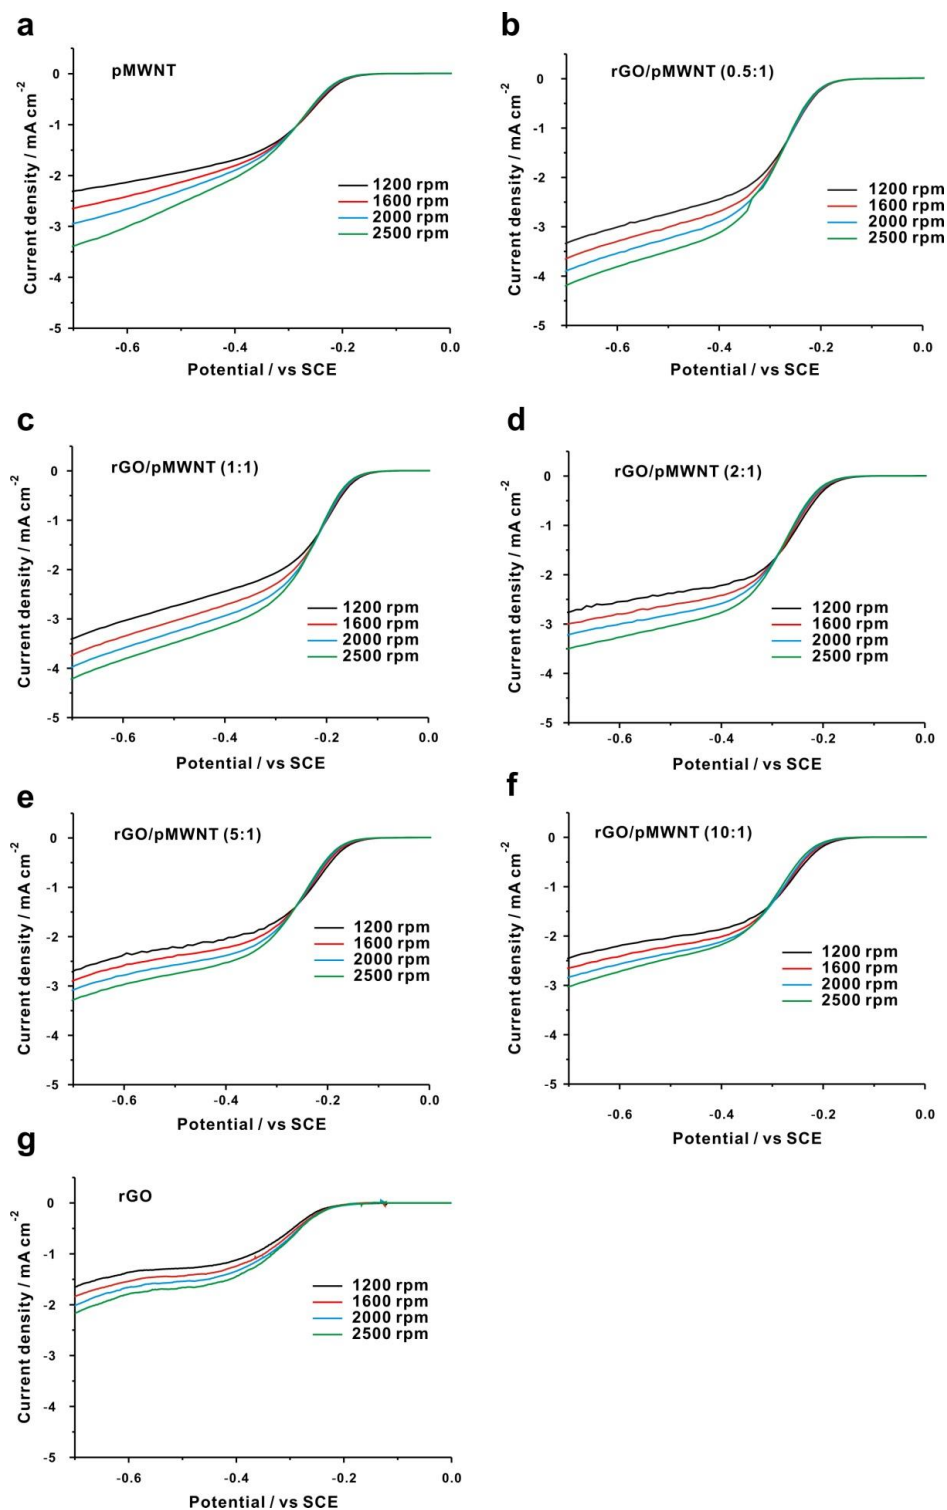 a
pMWNT
0
-1
-2
-3
-4
-5
Current density / mA cm-2
1200 rpm
1600 rpm
2000 rpm
2500 rpm
-0.6 -0.4 -0.2 0.0
Potential / vs SCE
b
rGO/pMWNT (0.5:1)
0
-1
-2
-3
-4
-5
Current density / mA cm-2
1200 rpm
1600 rpm
2000 rpm
2500 rpm
-0.6 -0.4 -0.2 0.0
Potential / vs SCE
c
rGO/pMWNT (1:1)
0
-1
-2
-3
-4
-5
Current density / mA cm-2
1200 rpm
1600 rpm
2000 rpm
2500 rpm
-0.6 -0.4 -0.2 0.0
Potential / vs SCE
d
rGO/pMWNT (2:1)
0
-1
-2
-3
-4
-5
Current density / mA cm-2
1200 rpm
1600 rpm
2000 rpm
2500 rpm
-0.6 -0.4 -0.2 0.0
Potential / vs SCE
e
rGO/pMWNT (5:1)
0
-1
-2
-3
-4
-5
Current density / mA cm-2
1200 rpm
1600 rpm
2000 rpm
2500 rpm
-0.6 -0.4 -0.2 0.0
Potential / vs SCE
f
rGO/pMWNT (10:1)
0
-1
-2
-3
-4
-5
Current density / mA cm-2
1200 rpm
1600 rpm
2000 rpm
2500 rpm
-0.6 -0.4 -0.2 0.0
Potential / vs SCE
g
rGO
0
-1
-2
-3
-4
-5
Current density / mA cm-2
1200 rpm
1600 rpm
2000 rpm
2500 rpm
-0.6 -0.4 -0.2 0.0
Potential / vs SCE